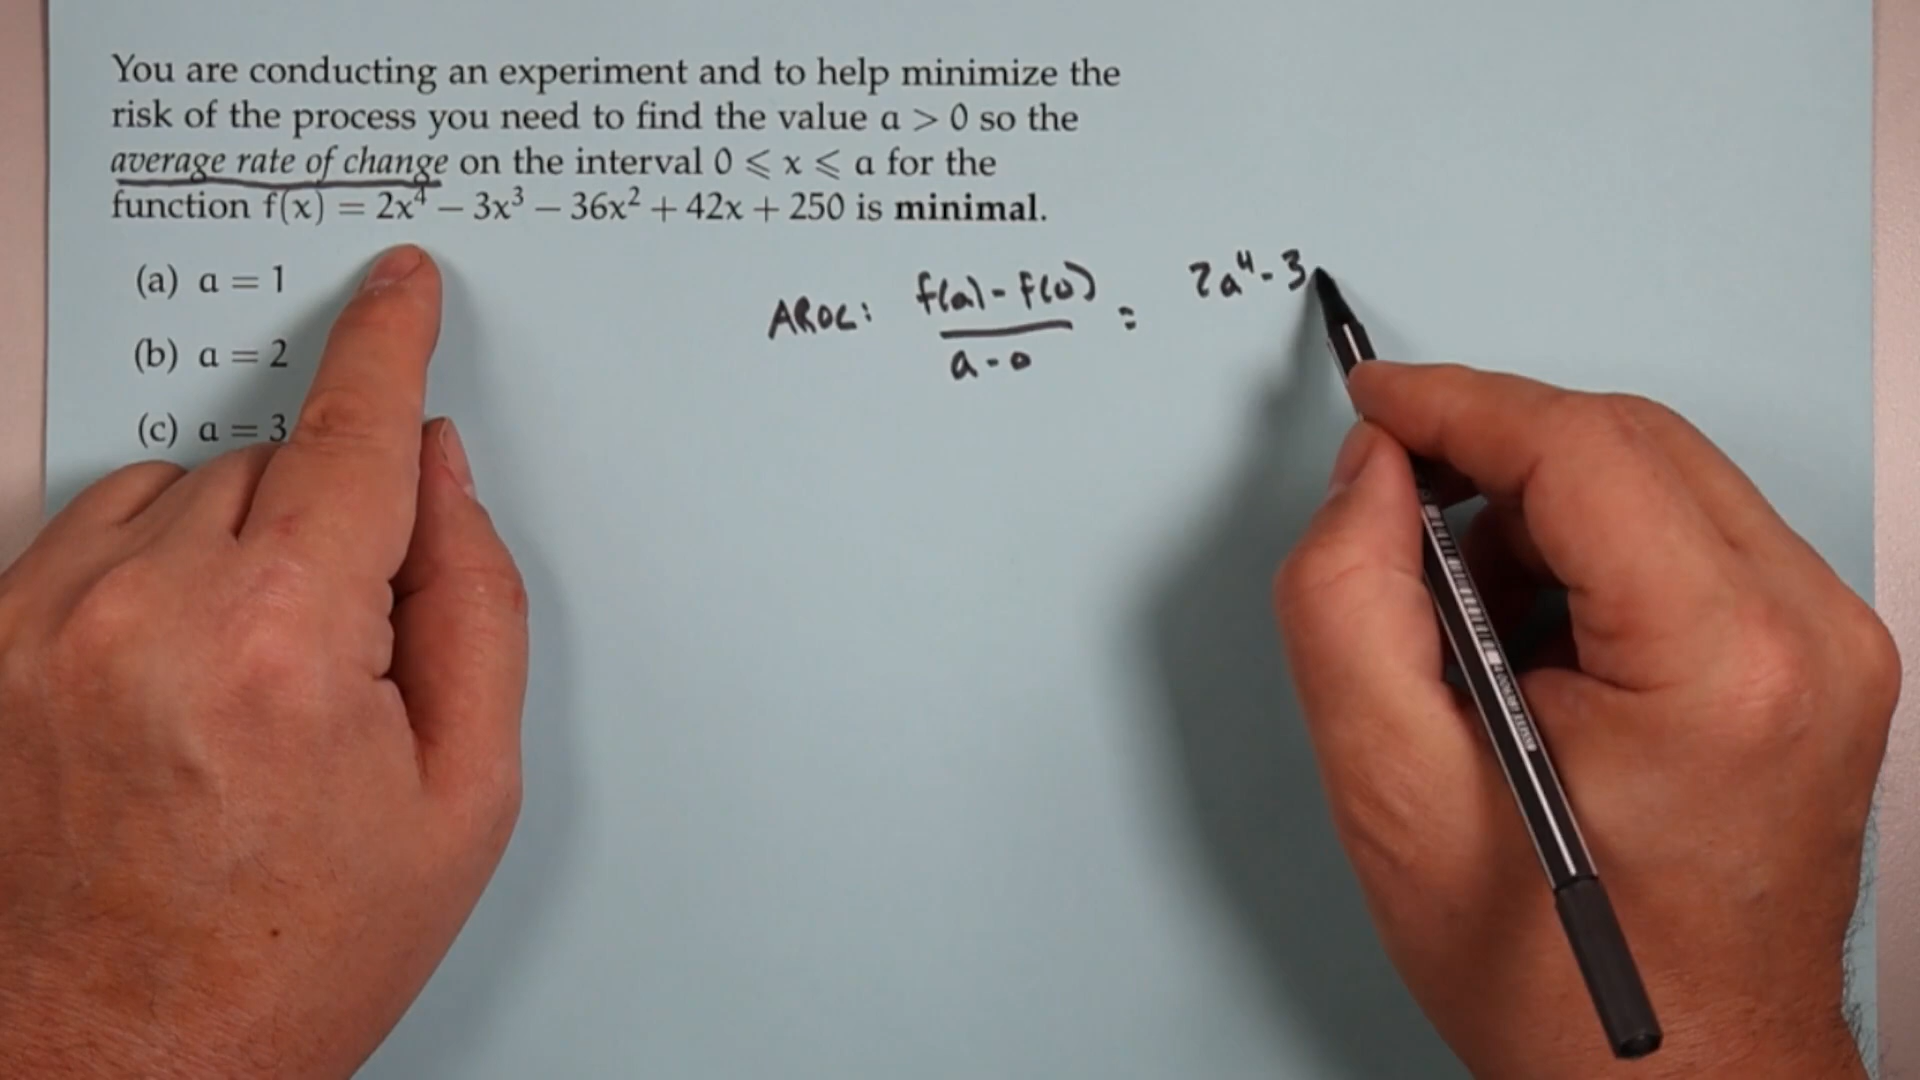 You are conducting an experiment and to help minimize the
risk of the process you need to find the value a > 0 so the
average rate of change on the interval 0 ⩽ x ⩽ a for the
function f(x) = 2x⁴ − 3x³ − 36x² + 42x + 250 is minimal.
(a) a = 1
(b) a = 2
(c) a = 3
AROC: f(a) - f(0) = 2a⁴ - 3
a - 0